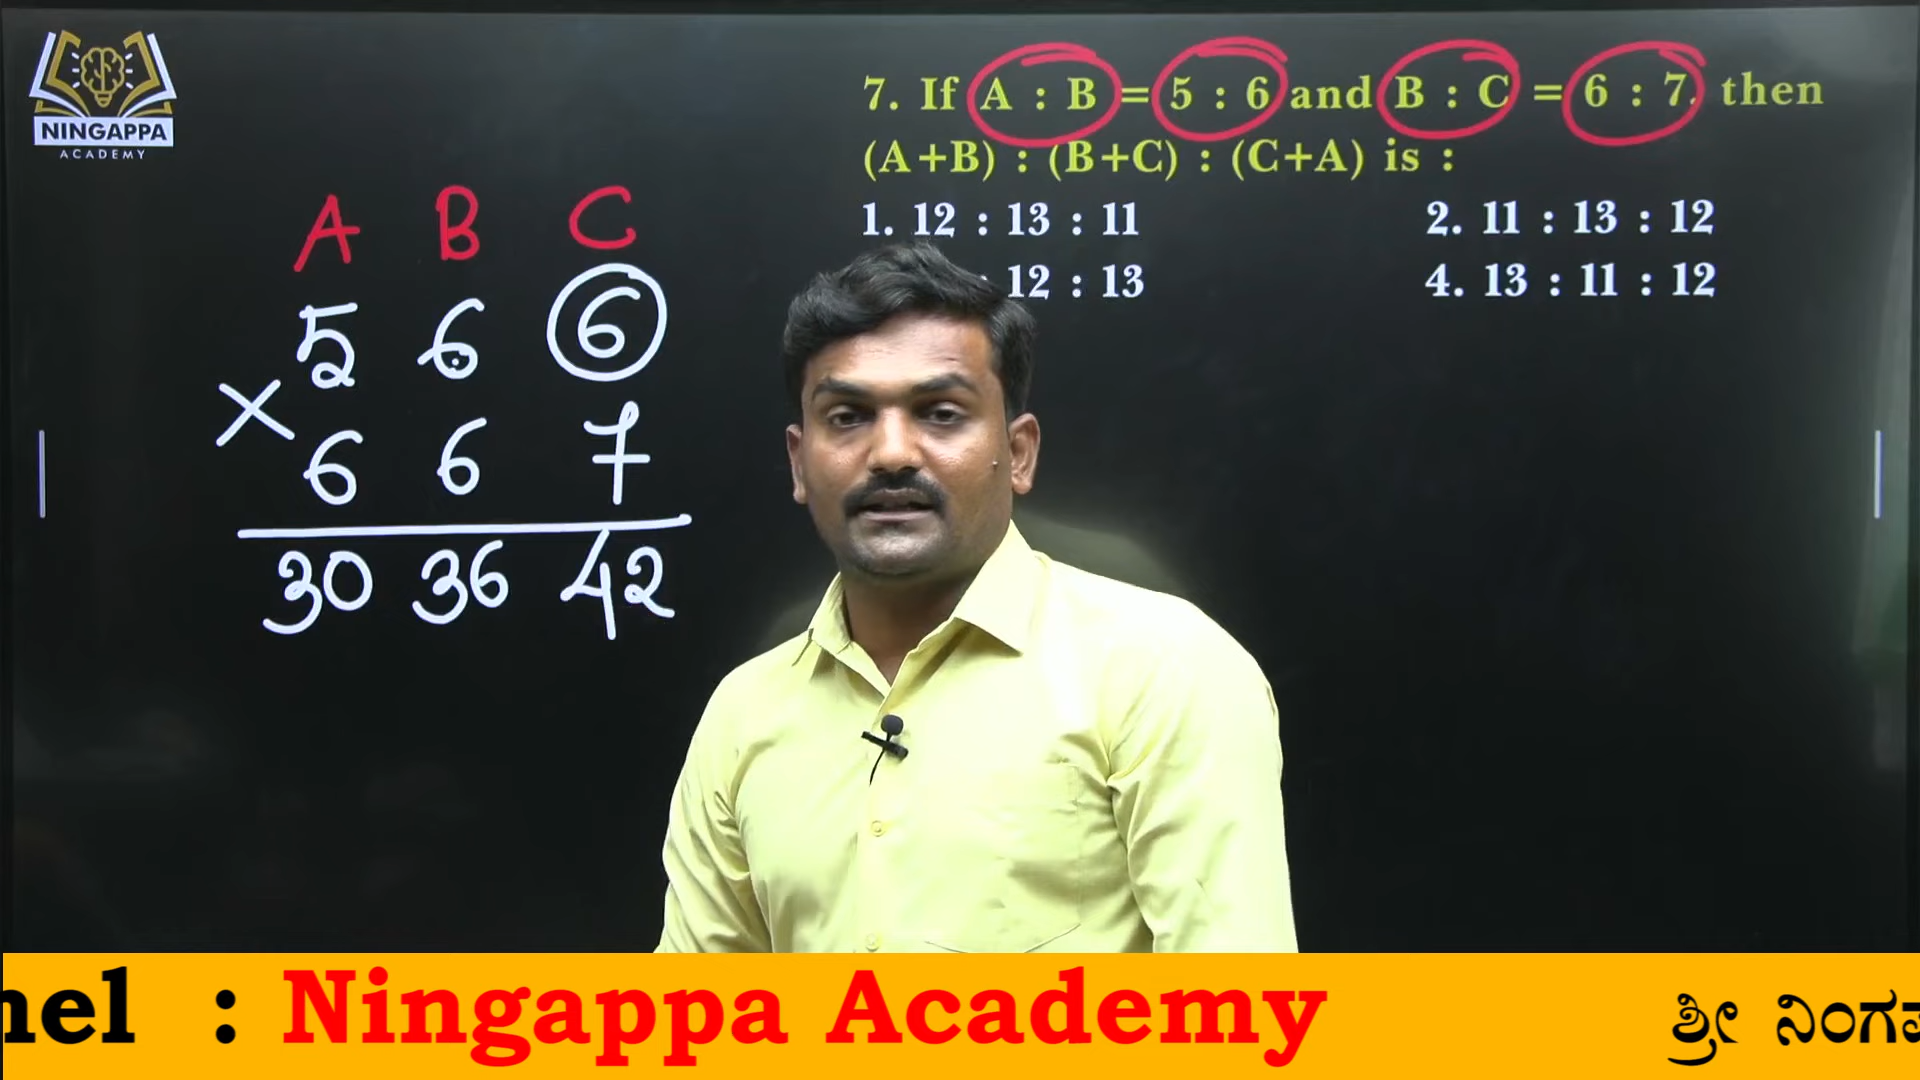 NINGAPPA
ACADEMY
7. If A : B = 5 : 6 and B : C = 6 : 7. then
(A+B) : (B+C) : (C+A) is :
1. 12 : 13 : 11
2. 11 : 13 : 12
: 12 : 13
4. 13 : 11 : 12
A B C
5 6 6
×
6 6 7
30 36 42
nel : Ningappa Academy
ಶ್ರೀ